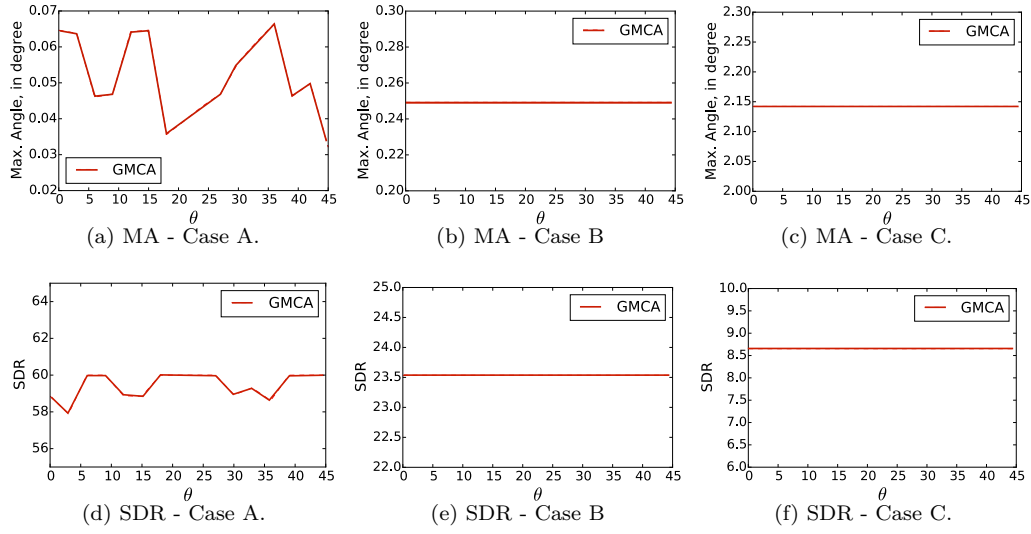 Max. Angle, in degree
0.07
0.06
0.05
0.04
0.03
0.02
GMCA
0 5 10 15 20 25 30 35 40 45
θ
(a) MA - Case A.
Max. Angle, in degree
0.30
0.28
0.26
0.24
0.22
0.20
GMCA
0 5 10 15 20 25 30 35 40 45
θ
(b) MA - Case B
Max. Angle, in degree
2.30
2.25
2.20
2.15
2.10
2.05
2.00
GMCA
0 5 10 15 20 25 30 35 40 45
θ
(c) MA - Case C.
SDR
64
62
60
58
56
GMCA
0 5 10 15 20 25 30 35 40 45
θ
(d) SDR - Case A.
SDR
25.0
24.5
24.0
23.5
23.0
22.5
22.0
GMCA
0 5 10 15 20 25 30 35 40 45
θ
(e) SDR - Case B
SDR
10.0
9.5
9.0
8.5
8.0
7.5
7.0
6.5
6.0
GMCA
0 5 10 15 20 25 30 35 40 45
θ
(f) SDR - Case C.